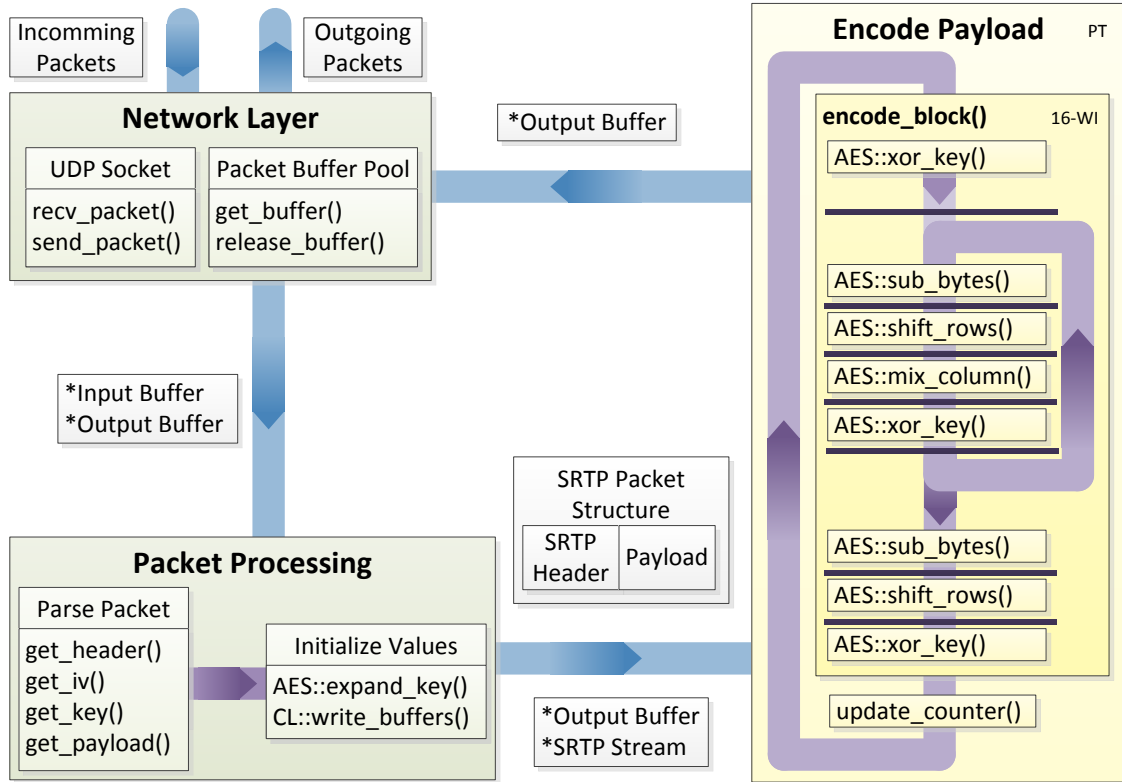 Incomming
Packets
Outgoing
Packets
Network Layer
UDP Socket
recv_packet()
send_packet()
Packet Buffer Pool
get_buffer()
release_buffer()
*Output Buffer
*Input Buffer
*Output Buffer
Packet Processing
Parse Packet
get_header()
get_iv()
get_key()
get_payload()
Initialize Values
AES::expand_key()
CL::write_buffers()
SRTP Packet
Structure
SRTP
Header
Payload
*Output Buffer
*SRTP Stream
Encode Payload
PT
encode_block()
16-WI
AES::xor_key()
AES::sub_bytes()
AES::shift_rows()
AES::mix_column()
AES::xor_key()
AES::sub_bytes()
AES::shift_rows()
AES::xor_key()
update_counter()